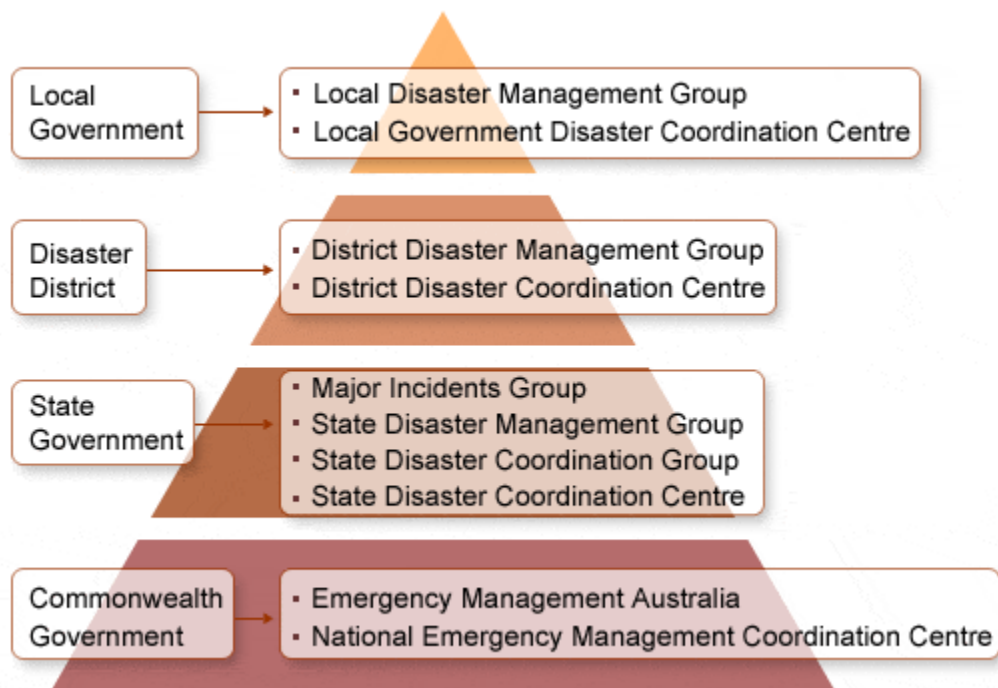 Local
Government
▪ Local Disaster Management Group
▪ Local Government Disaster Coordination Centre
Disaster
District
▪ District Disaster Management Group
▪ District Disaster Coordination Centre
State
Government
▪ Major Incidents Group
▪ State Disaster Management Group
▪ State Disaster Coordination Group
▪ State Disaster Coordination Centre
Commonwealth
Government
▪ Emergency Management Australia
▪ National Emergency Management Coordination Centre